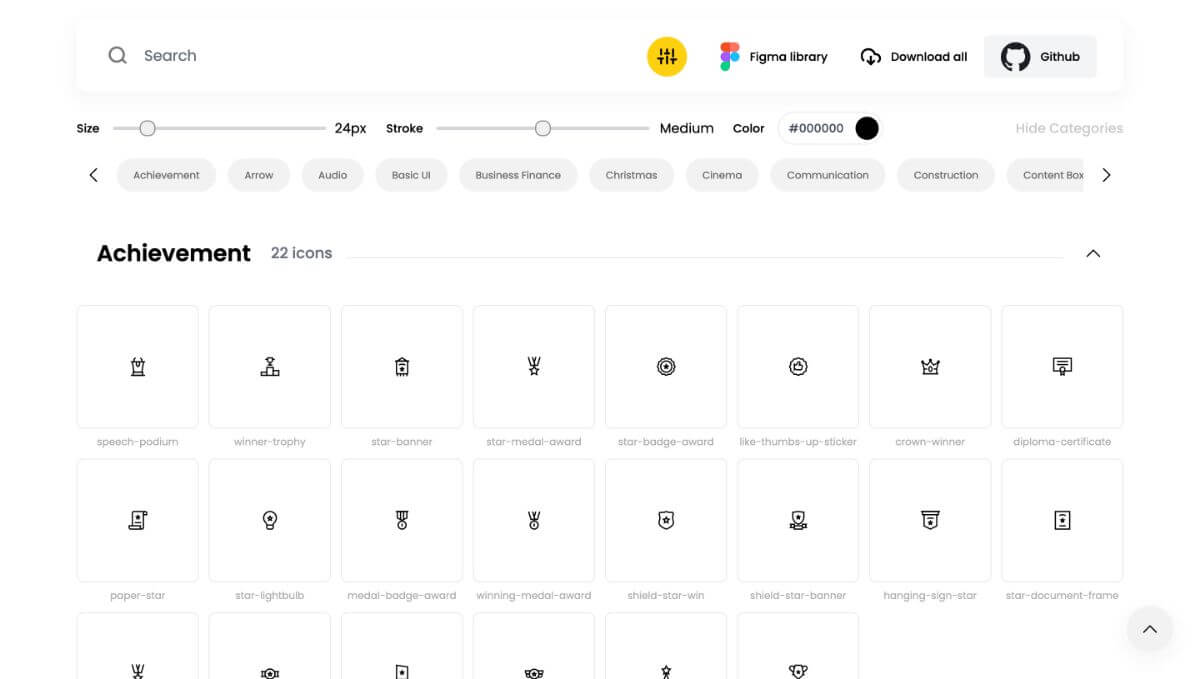 Search Figma library Download all Github
Size 24px Stroke Medium Color #000000 Hide Categories
Achievement Arrow Audio Basic UI Business Finance Christmas Cinema Communication Construction Content Box
Achievement 22 icons
speech-podium winner-trophy star-banner star-medal-award star-badge-award like-thumbs-up-sticker crown-winner diploma-certificate
paper-star star-lightbulb medal-badge-award winning-medal-award shield-star-win shield-star-banner hanging-sign-star star-document-frame